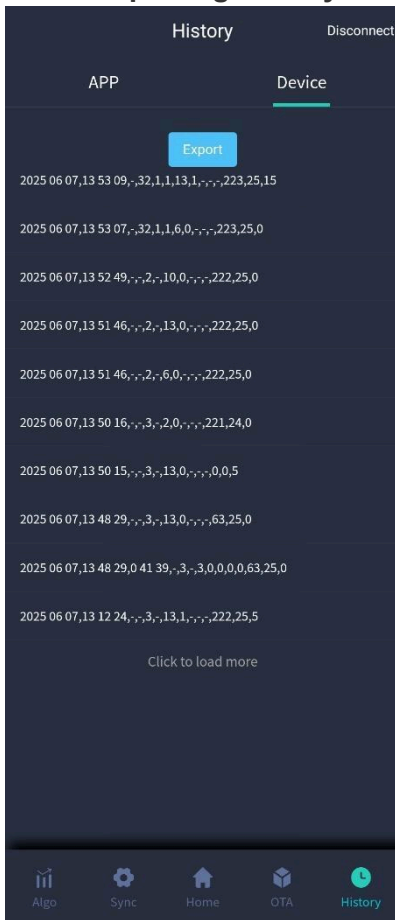 History
Disconnect
APP
Device
Export
2025 06 07,13 53 09,-,32,1,1,13,1,-,-,-,223,25,15
2025 06 07,13 53 07,-,32,1,1,6,0,-,-,-,223,25,0
2025 06 07,13 52 49,-,-,2,-,10,0,-,-,-,222,25,0
2025 06 07,13 51 46,-,-,2,-,13,0,-,-,-,222,25,0
2025 06 07,13 51 46,-,-,2,-,6,0,-,-,-,222,25,0
2025 06 07,13 50 16,-,-,3,-,2,0,-,-,-,221,24,0
2025 06 07,13 50 15,-,-,3,-,13,0,-,-,-,0,0,5
2025 06 07,13 48 29,-,-,3,-,13,0,-,-,-,63,25,0
2025 06 07,13 48 29,0 41 39,-,3,-,3,0,0,0,0,63,25,0
2025 06 07,13 12 24,-,-,3,-,13,1,-,-,-,222,25,5
Click to load more
Algo
Sync
Home
OTA
History